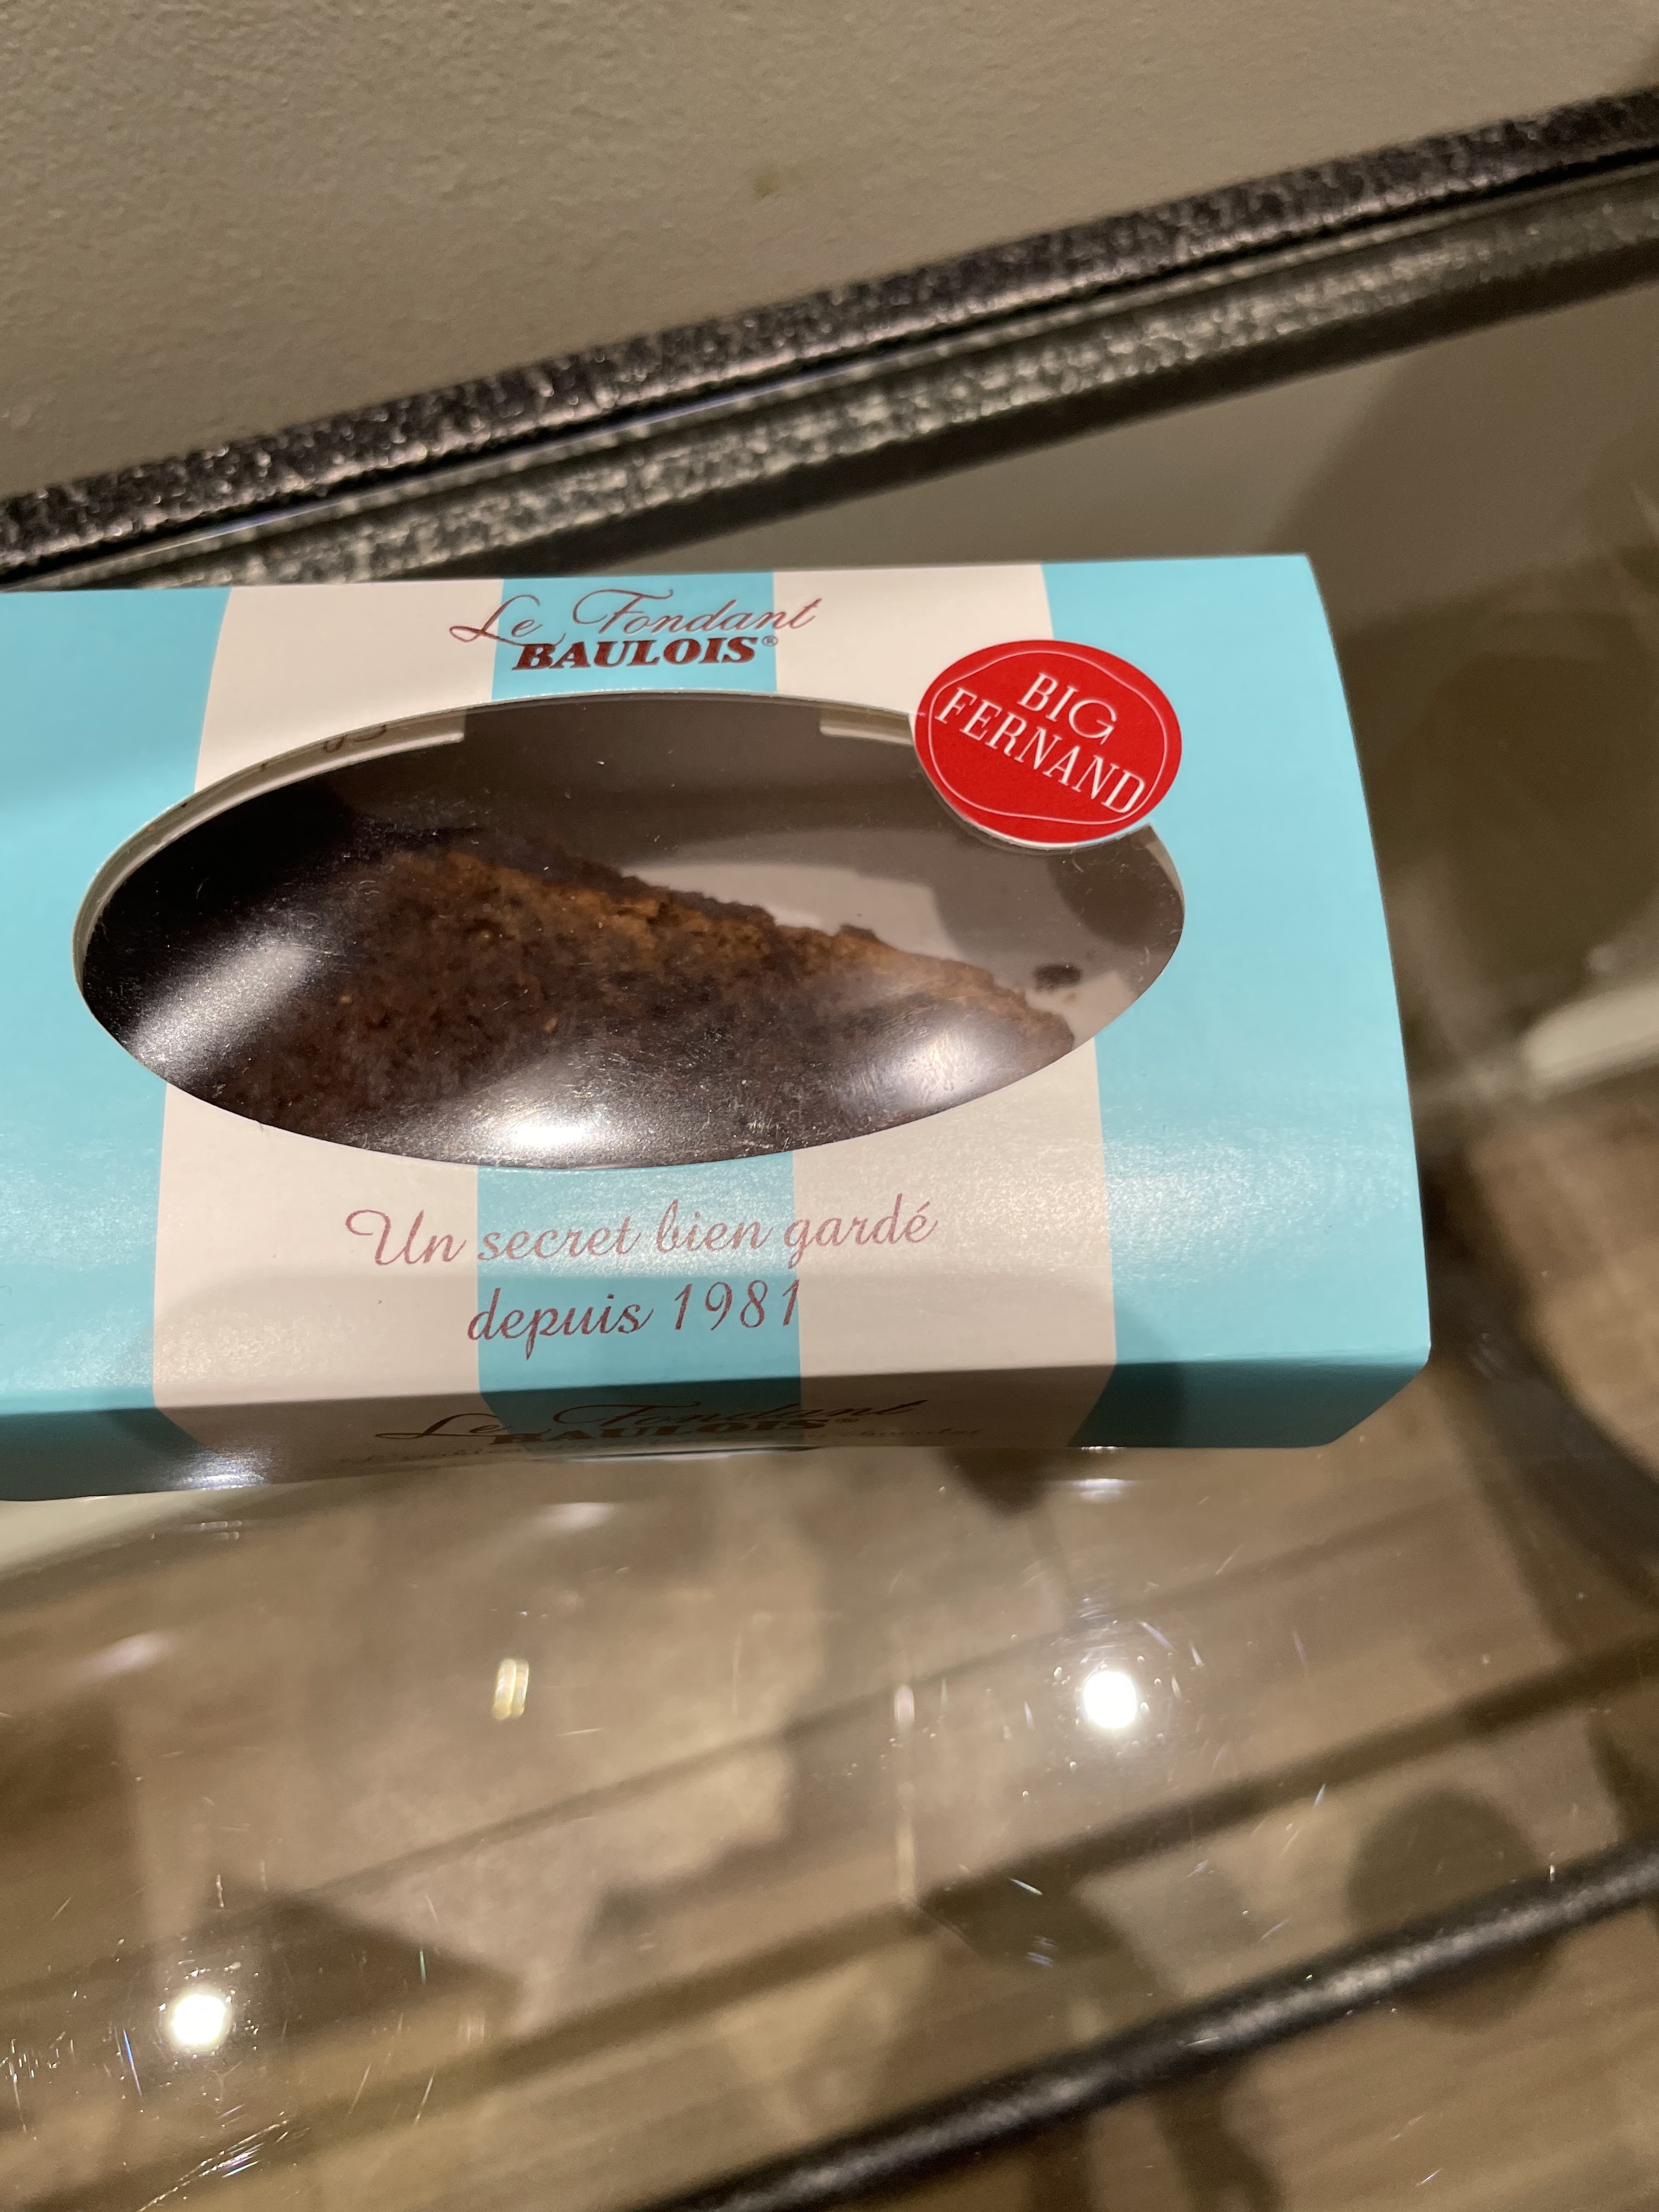 Le Fondant
BAULOIS®
BIG
FERNAND
Un secret bien gardé
depuis 1981
Le Fondant
BAULOIS®